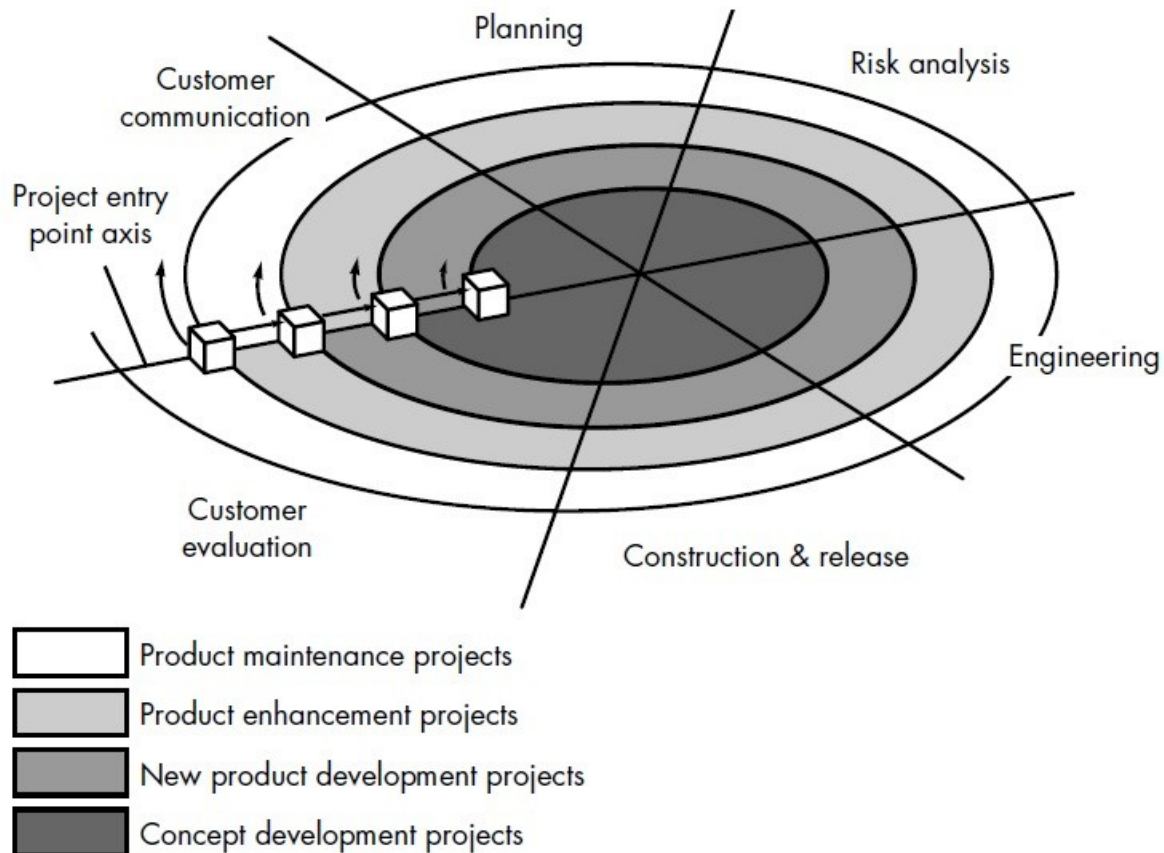 Planning
Risk analysis
Customer
communication
Project entry
point axis
Engineering
Customer
evaluation
Construction & release
Product maintenance projects
Product enhancement projects
New product development projects
Concept development projects